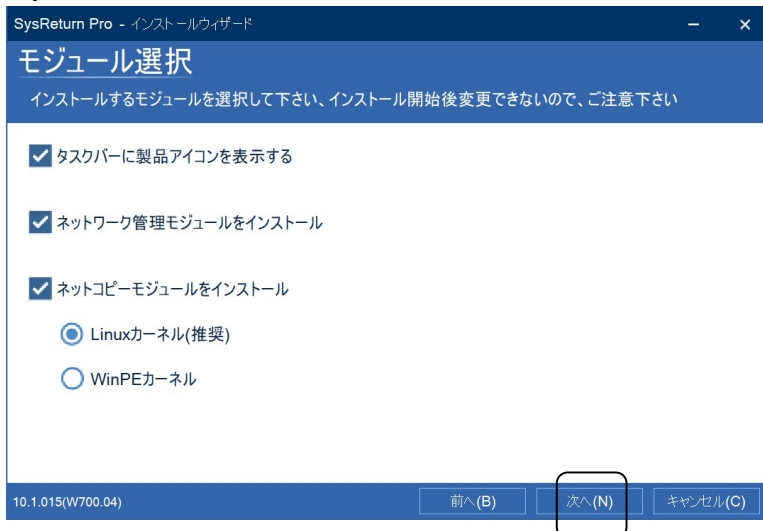 SysReturn Pro - インストールウィザード
モジュール選択
インストールするモジュールを選択して下さい、インストール開始後変更できないので、ご注意下さい
タスクバーに製品アイコンを表示する
ネットワーク管理モジュールをインストール
ネットコピーモジュールをインストール
Linuxカーネル(推奨)
WinPEカーネル
10.1.015(W700.04)
前へ(B)
次へ(N)
キャンセル(C)